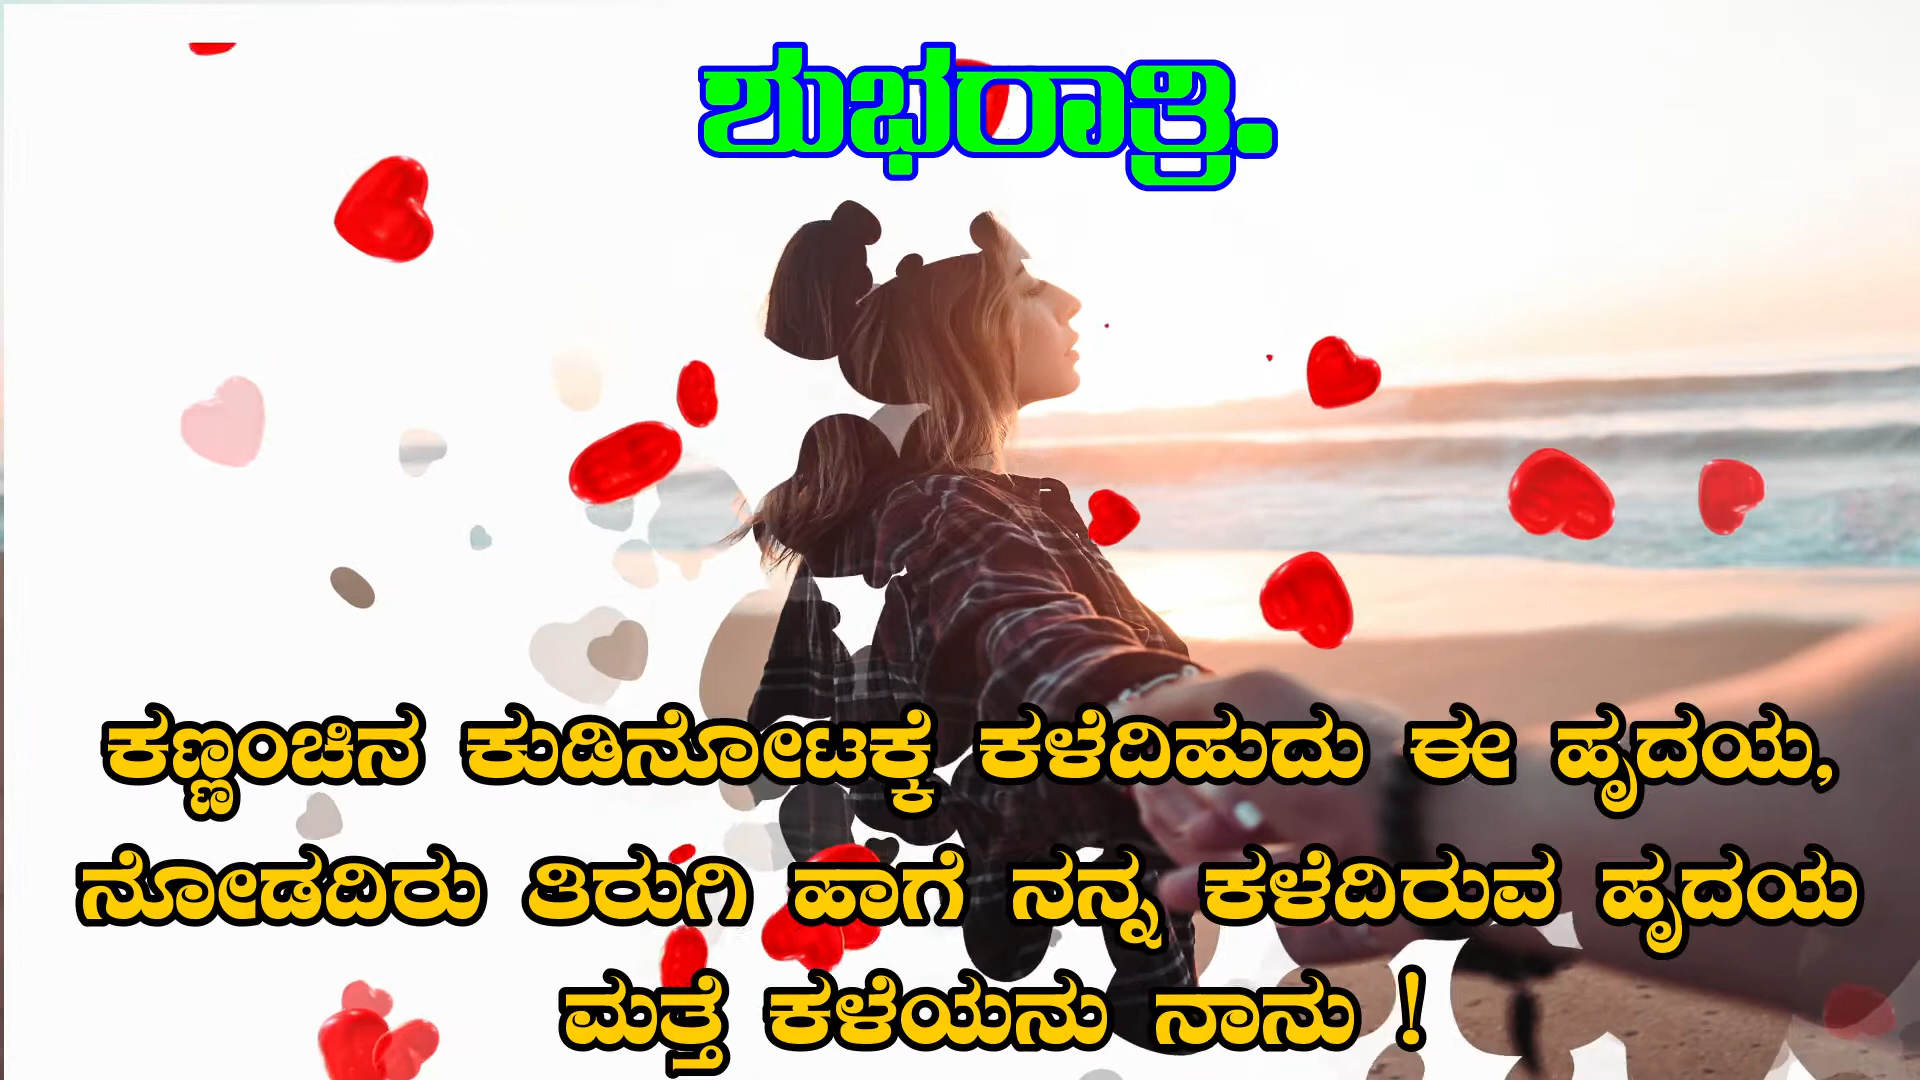 ಶುಭರಾತ್ರಿ.
ಕಣ್ಣಂಚಿನ ಕುಡಿನೋಟಕ್ಕೆ ಕಳೆದಿಹುದು ಈ ಹೃದಯ,
ನೋಡದಿರು ತಿರುಗಿ ಹಾಗೆ ನನ್ನ ಕಳೆದಿರುವ ಹೃದಯ
ಮತ್ತೆ ಕಳೆಯನು ನಾನು !